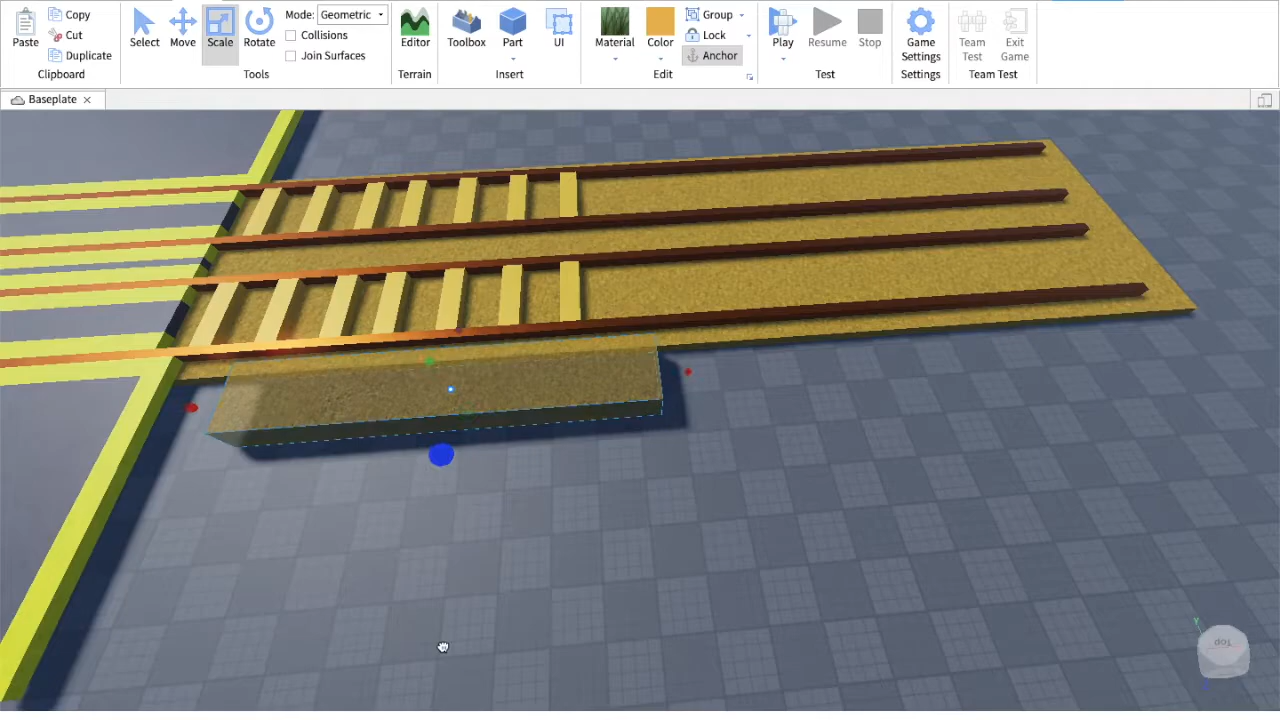 Paste
Copy
Cut
Duplicate
Clipboard
Select
Move
Scale
Rotate
Mode: Geometric
Collisions
Join Surfaces
Tools
Editor
Terrain
Toolbox
Part
UI
Insert
Material
Color
Group
Lock
Anchor
Edit
Play
Resume
Stop
Test
Game
Settings
Settings
Team
Test
Exit
Game
Team Test
Baseplate
Top
Y